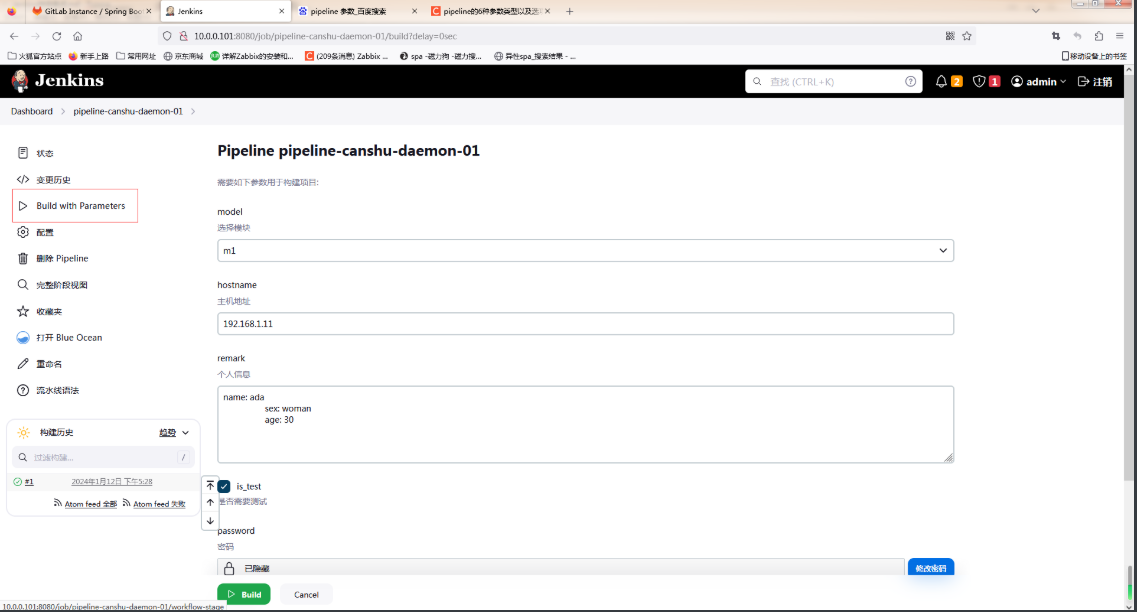 GitLab Instance / Spring Boo
Jenkins
pipeline 参数_百度搜索
pipeline的6种参数类型以及选
10.0.0.101:8080/job/pipeline-canshu-daemon-01/build?delay=0sec
火狐官方站点
新手上路
常用网址
京东商城
详解Zabbix的安装和...
(209条消息) Zabbix ...
spa -磁力狗 -磁力搜...
异性spa_搜索结果 - ...
移动设备上的书签
Jenkins
查找 (CTRL+K)
2
1
admin
注销
Dashboard
pipeline-canshu-daemon-01
状态
变更历史
Build with Parameters
配置
删除 Pipeline
完整阶段视图
收藏夹
打开 Blue Ocean
重命名
流水线语法
构建历史
趋势
过滤构建...
/
#1
2024年1月12日 下午5:28
Atom feed 全部
Atom feed 失败
Pipeline pipeline-canshu-daemon-01
需要如下参数用于构建项目:
model
选择模块
m1
hostname
主机地址
192.168.1.11
remark
个人信息
name: ada
sex: woman
age: 30
is_test
是否需要测试
password
密码
已隐藏
修改密码
Build
Cancel
10.0.0.101:8080/job/pipeline-canshu-daemon-01/workflow-stage